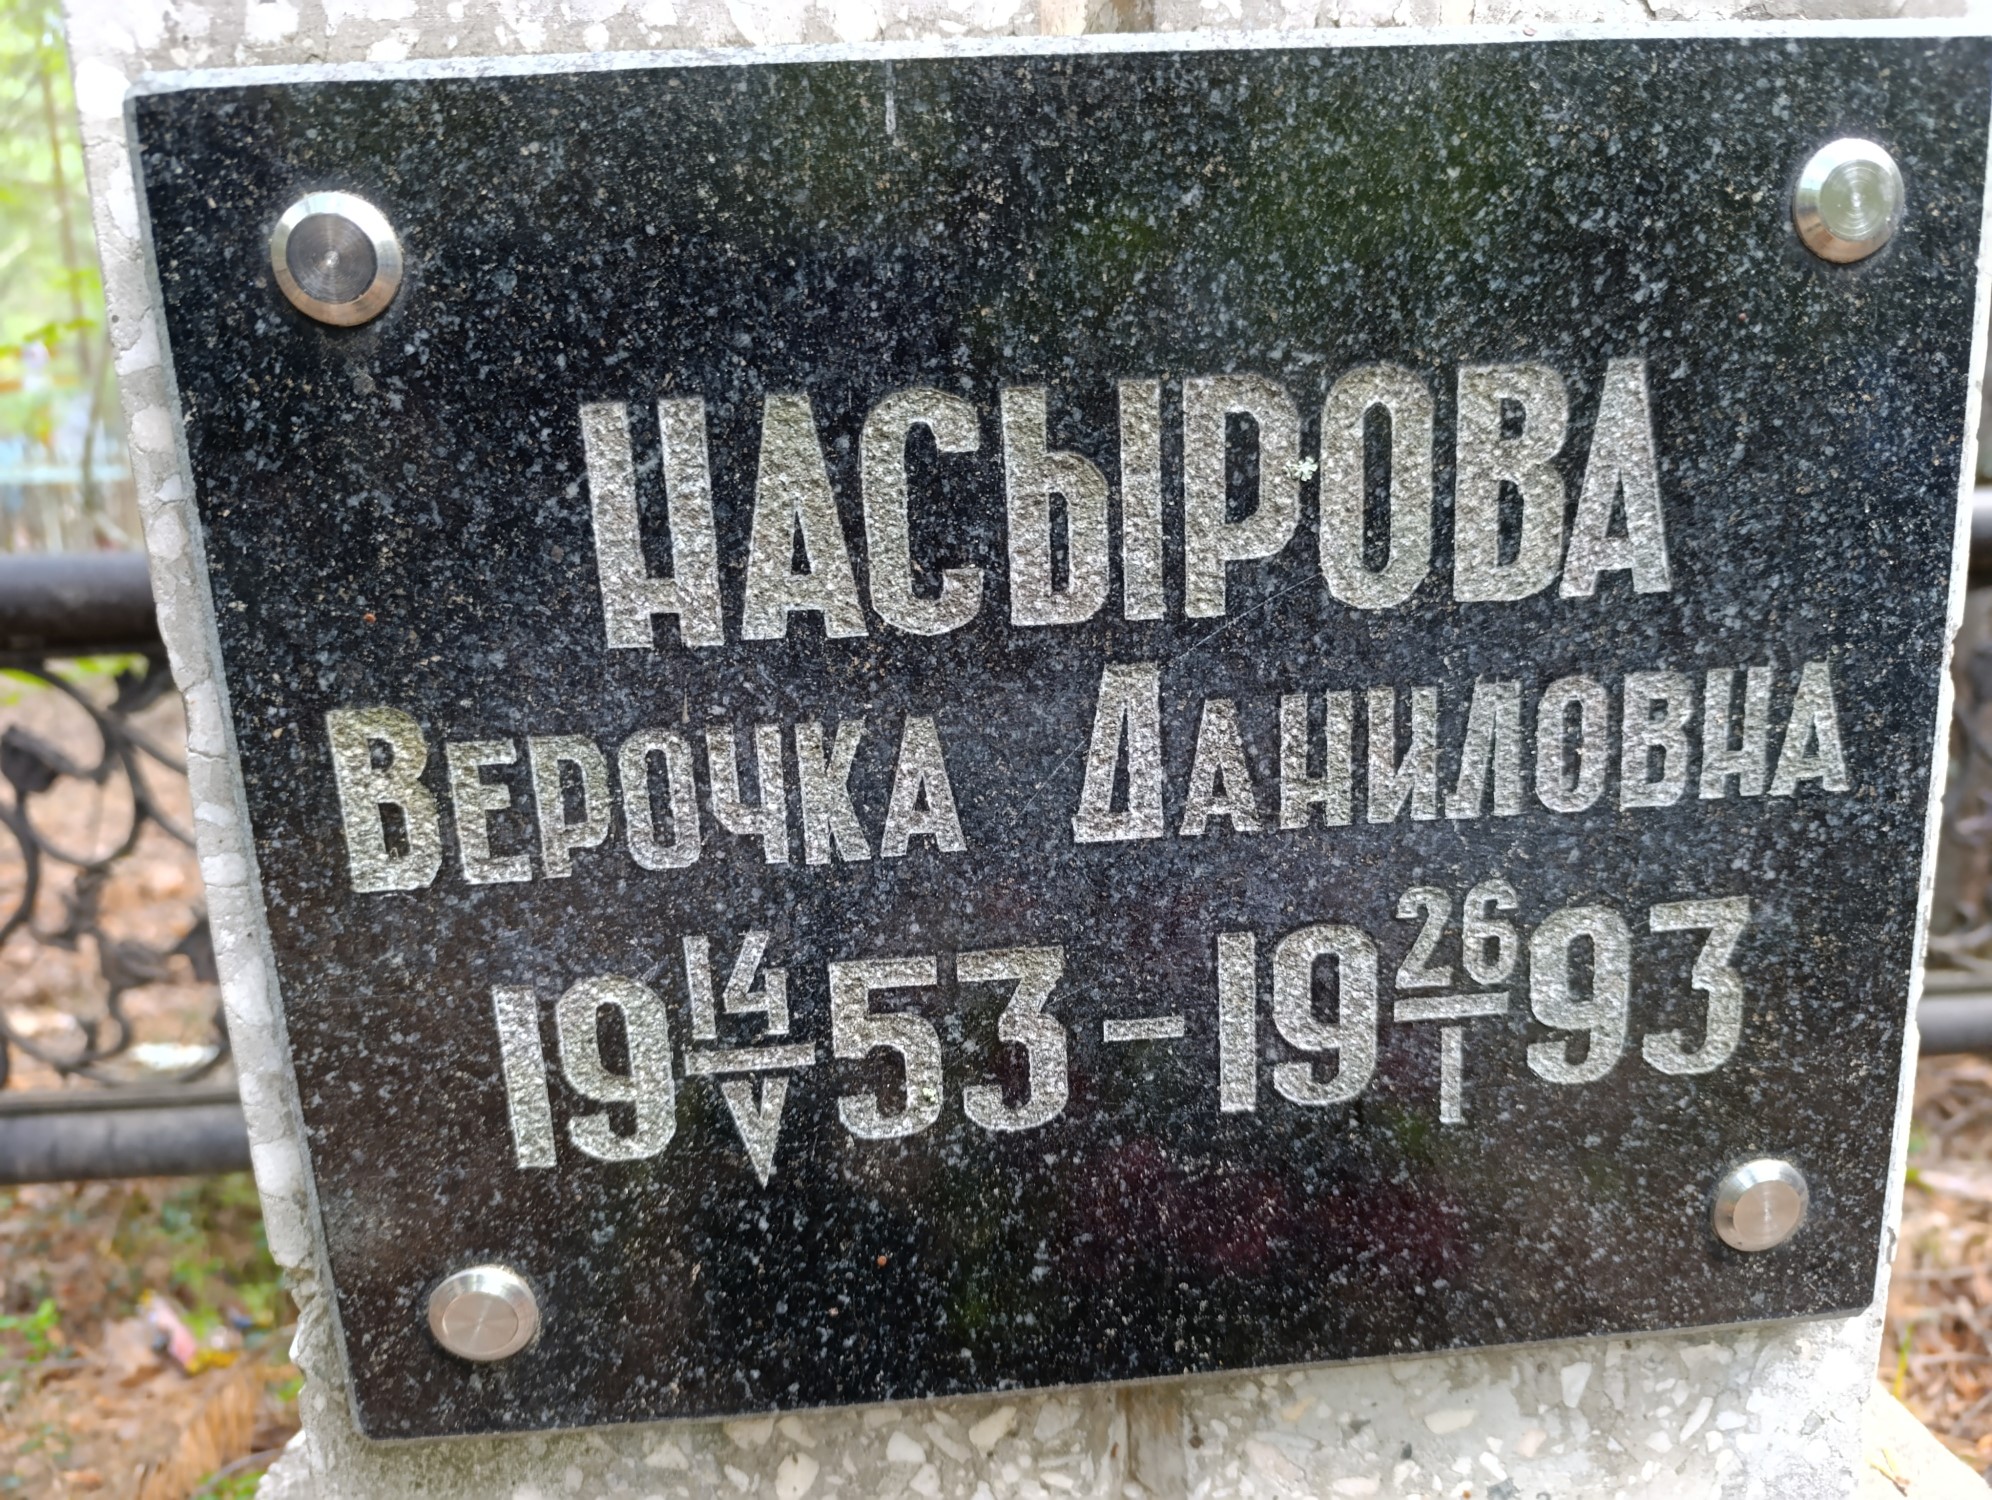 НАСЫРОВА
ВЕРОЧКА ДАНИЛОВНА
19 14/V 53 - 19 26/I 93